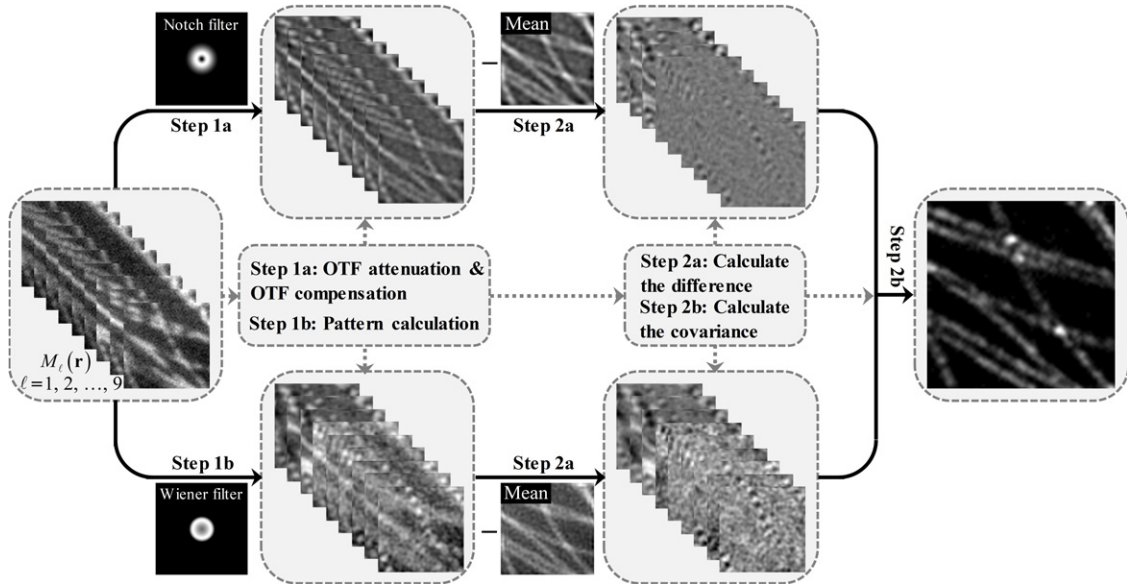 Notch filter
Mean
Step 1a
Step 2a
Step 1a: OTF attenuation &
OTF compensation
Step 1b: Pattern calculation
Step 2a: Calculate
the difference
Step 2b: Calculate
the covariance
Step 2b
M_ℓ(r)
ℓ=1, 2, …, 9
Step 1b
Step 2a
Wiener filter
Mean